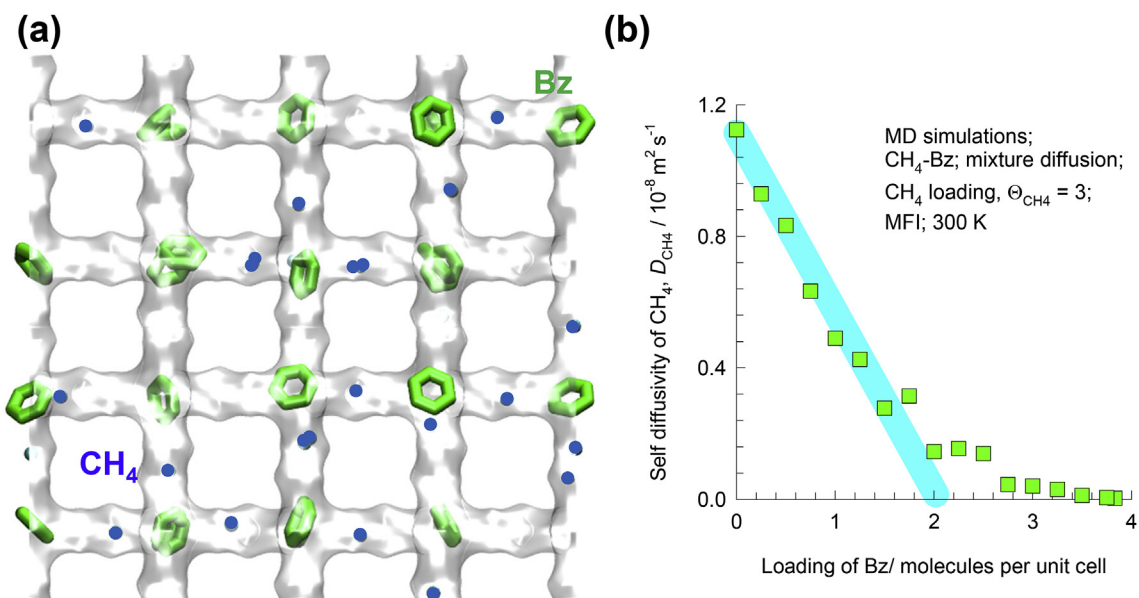 (a)
Bz
CH₄
(b)
MD simulations;
CH₄-Bz; mixture diffusion;
CH₄ loading, Θ_CH4 = 3;
MFI; 300 K
Self diffusivity of CH₄, D_CH4 / 10⁻⁸ m² s⁻¹
1.2
0.8
0.4
0.0
0 1 2 3 4
Loading of Bz/ molecules per unit cell